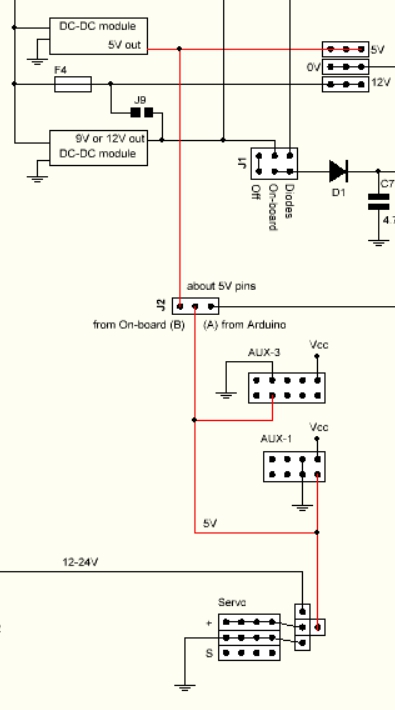 DC-DC module
5V out
5V
0V
12V
F4
J9
9V or 12V out
DC-DC module
J1
Off
On-board
Diodes
D1
C7
4.7
about 5V pins
J2
from On-board (B)
(A) from Arduino
AUX-3
Vcc
AUX-1
Vcc
5V
12-24V
Servo
+
S